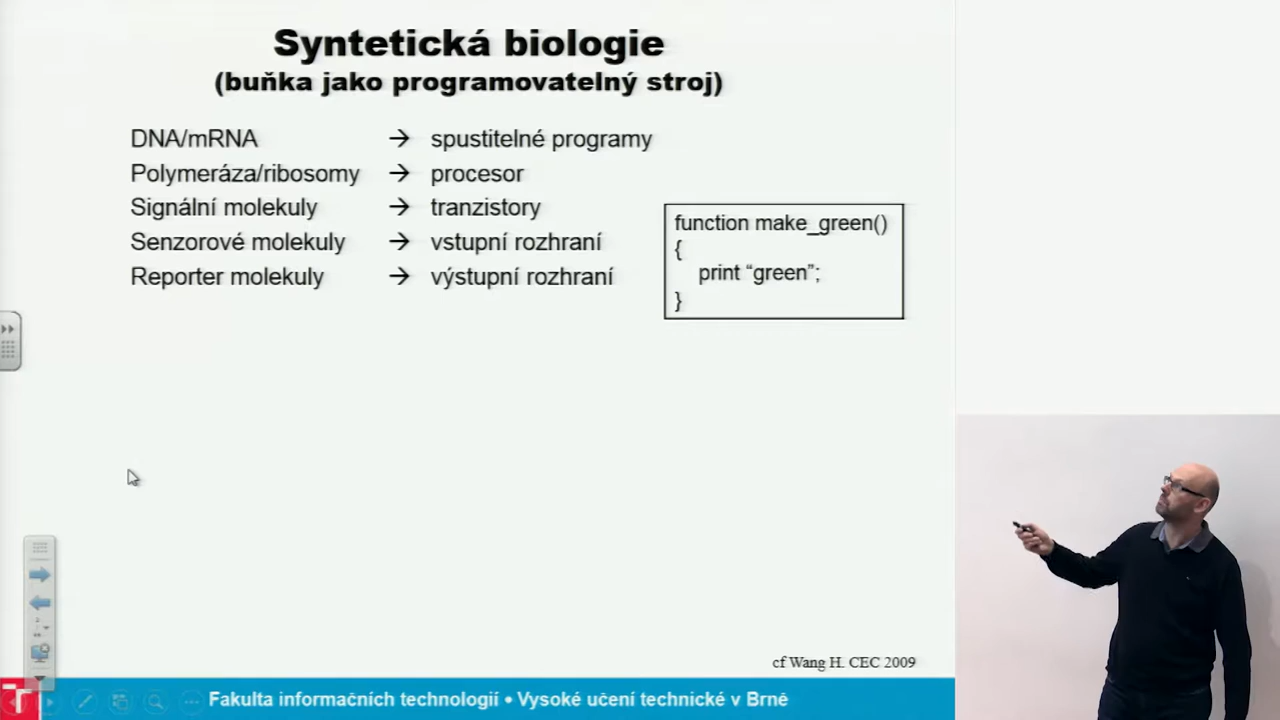 Syntetická biologie
(buňka jako programovatelný stroj)
DNA/mRNA → spustitelné programy
Polymeráza/ribosomy → procesor
Signální molekuly → tranzistory
Senzorové molekuly → vstupní rozhraní
Reporter molekuly → výstupní rozhraní
function make_green()
{
print “green”;
}
cf Wang H. CEC 2009
Fakulta informačních technologií • Vysoké učení technické v Brně